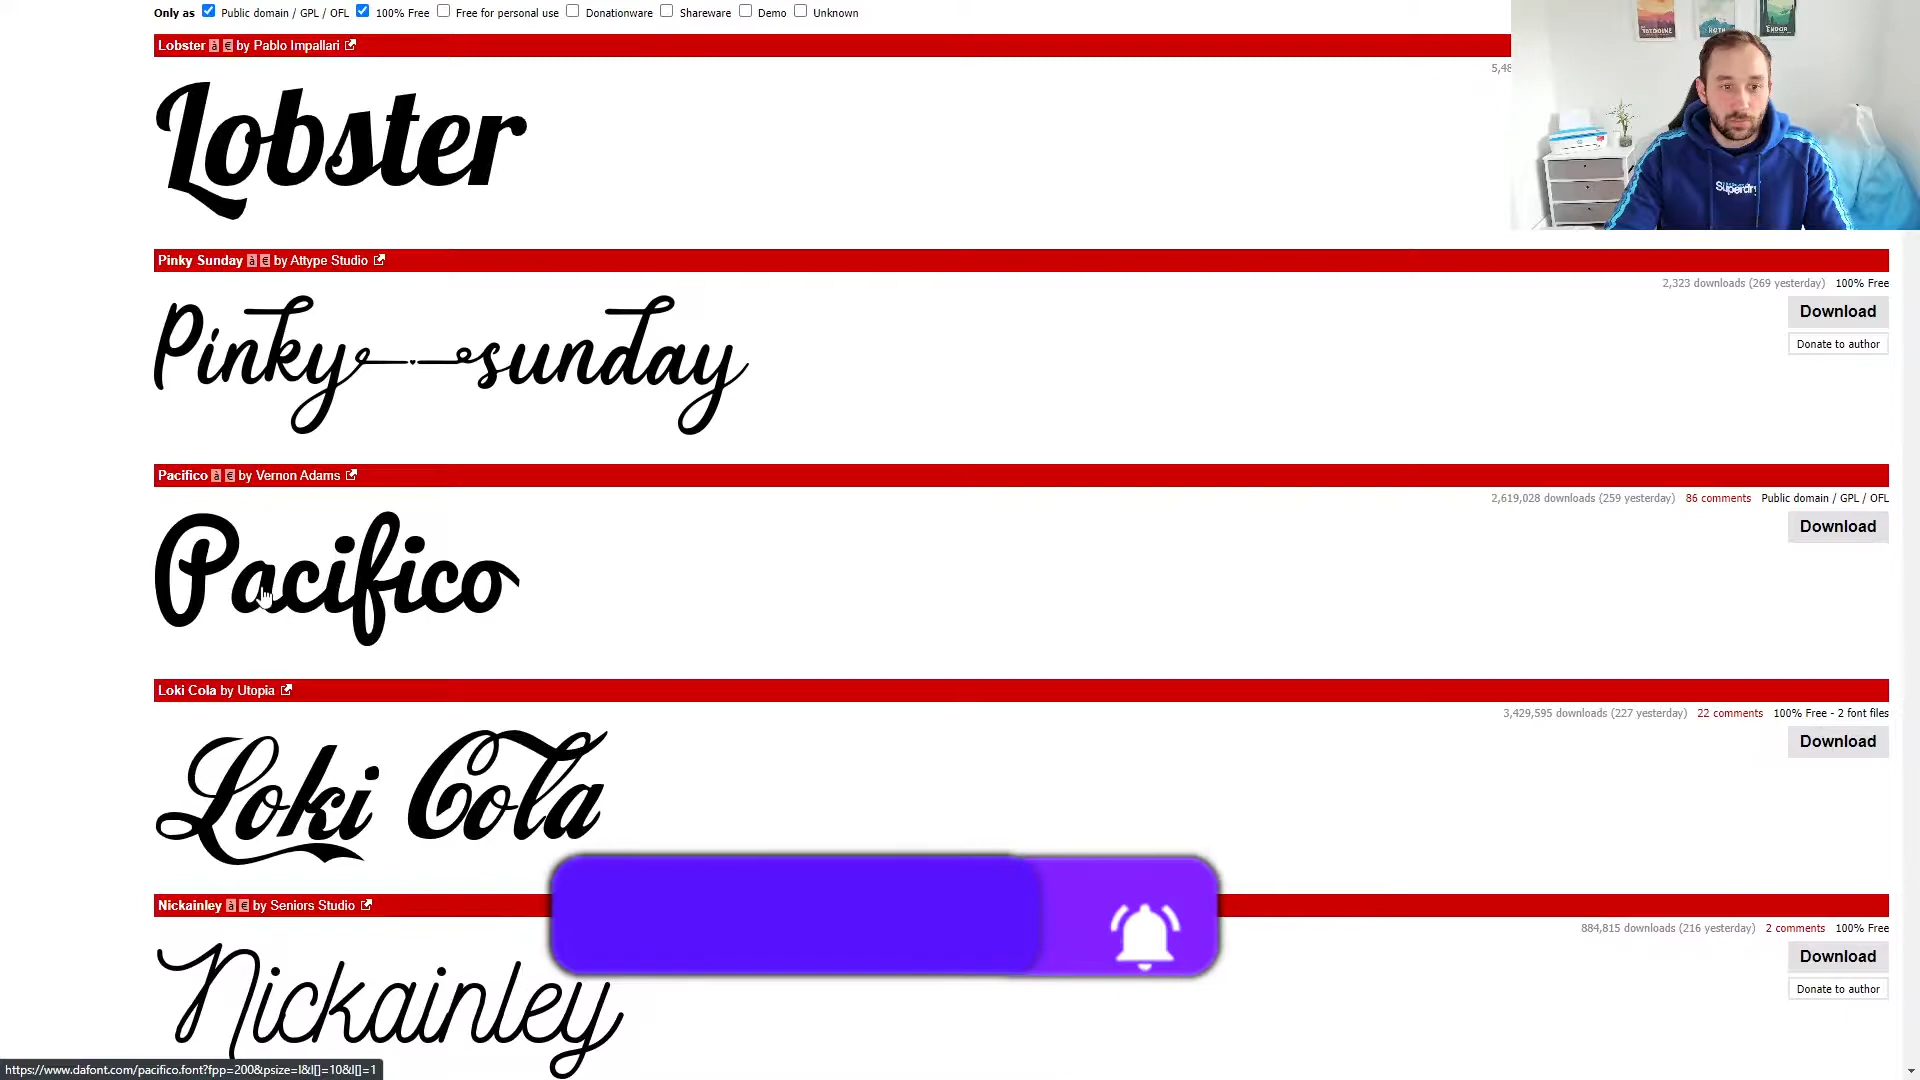 Only as Public domain / GPL / OFL 100% Free Free for personal use Donationware Shareware Demo Unknown
Lobster à € by Pablo Impallari
5,48
Lobster
Superdry
Pinky Sunday à € by Attype Studio
2,323 downloads (269 yesterday) 100% Free
Pinky sunday
Download
Donate to author
Pacifico à € by Vernon Adams
2,619,028 downloads (259 yesterday) 86 comments Public domain / GPL / OFL
Pacifico
Download
Loki Cola by Utopia
3,429,595 downloads (227 yesterday) 22 comments 100% Free - 2 font files
Loki Cola
Download
Nickainley à € by Seniors Studio
884,815 downloads (216 yesterday) 2 comments 100% Free
Nickainley
Download
Donate to author
https://www.dafont.com/pacifico.font?fpp=200&psize=l&l[]=10&l[]=1